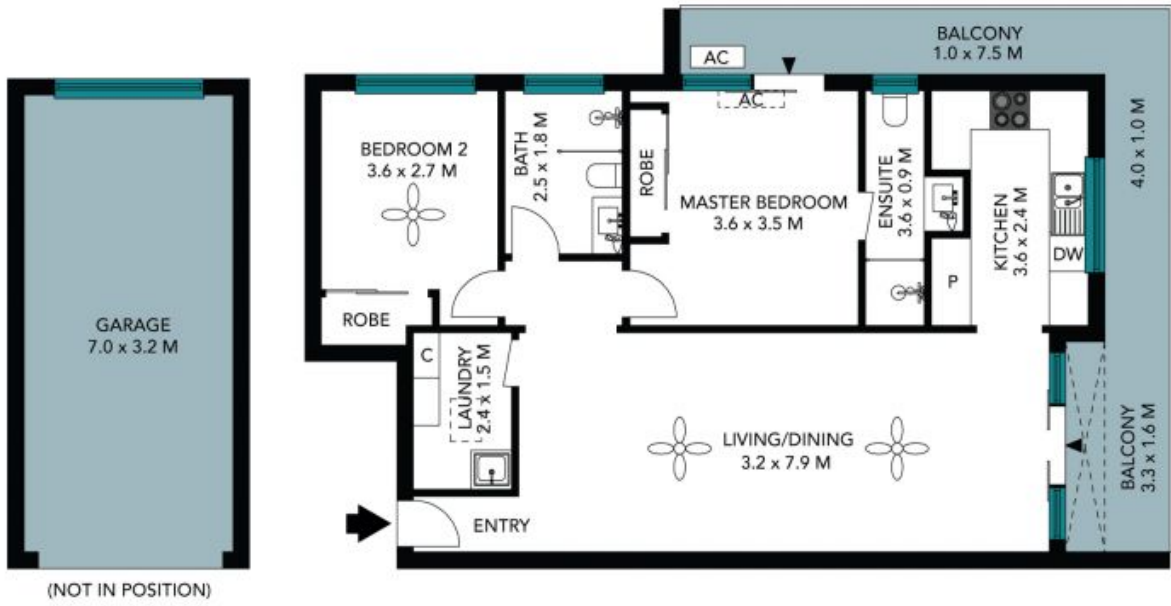 BALCONY
1.0 x 7.5 M
AC
AC
4.0 x 1.0 M
BEDROOM 2
3.6 x 2.7 M
BATH
2.5 x 1.8 M
ROBE
MASTER BEDROOM
3.6 x 3.5 M
ENSUITE
3.6 x 0.9 M
KITCHEN
3.6 x 2.4 M
DW
P
ROBE
GARAGE
7.0 x 3.2 M
C
LAUNDRY
2.4 x 1.5 M
LIVING/DINING
3.2 x 7.9 M
BALCONY
3.3 x 1.6 M
ENTRY
(NOT IN POSITION)